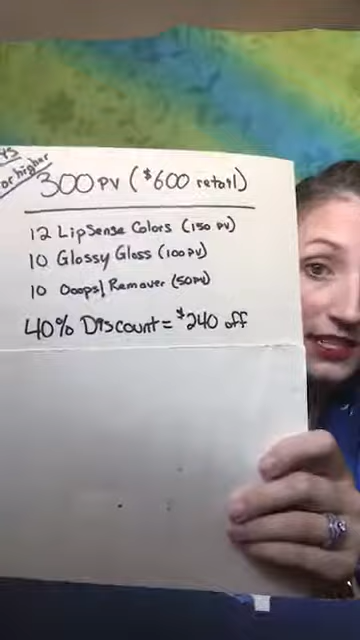 or higher
300 PV ($600 retail)
12 LipSense Colors (150 PV)
10 Glossy Gloss (100 PV)
10 Ooops! Remover (50 PV)
40% Discount = $240 off